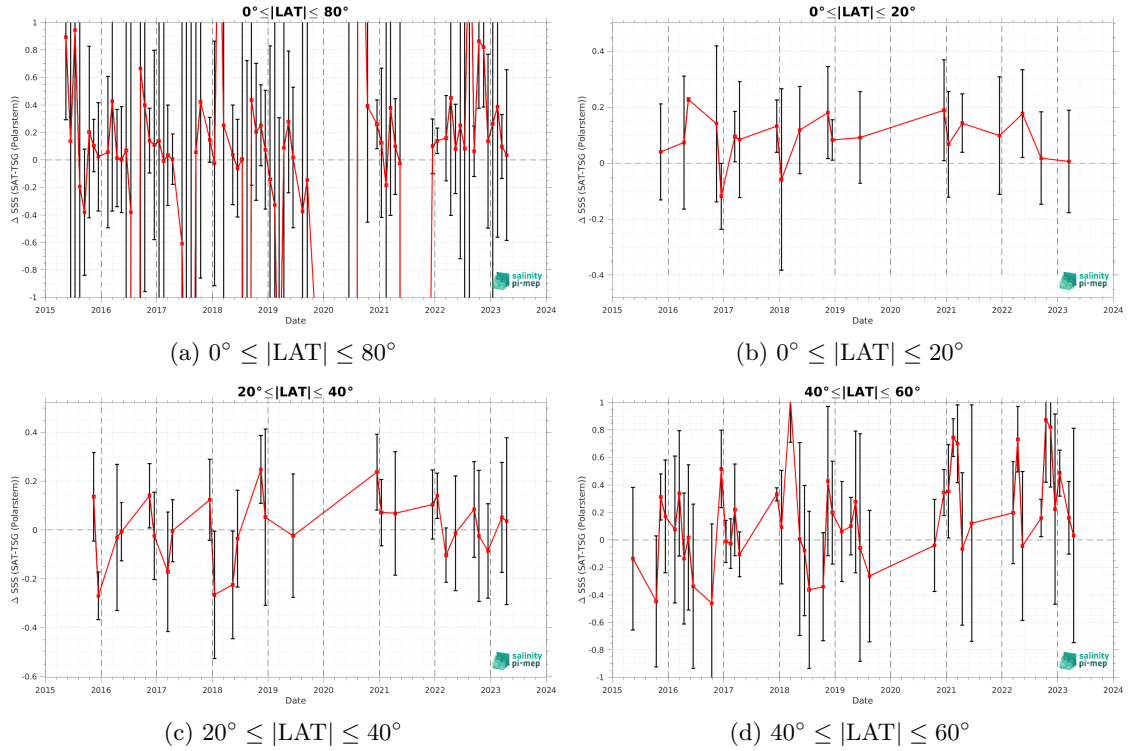 0°≤|LAT|≤ 80°
Δ SSS (SAT-TSG (Polarstern))
1
0.8
0.6
0.4
0.2
0
-0.2
-0.4
-0.6
-0.8
-1
salinity
pi-mep
2015 2016 2017 2018 2019 2020 2021 2022 2023 2024
Date
(a) 0° ≤ |LAT| ≤ 80°
0°≤|LAT|≤ 20°
Δ SSS (SAT-TSG (Polarstern))
0.4
0.2
0
-0.2
-0.4
salinity
pi-mep
2015 2016 2017 2018 2019 2020 2021 2022 2023 2024
Date
(b) 0° ≤ |LAT| ≤ 20°
20°≤|LAT|≤ 40°
Δ SSS (SAT-TSG (Polarstern))
0.4
0.2
0
-0.2
-0.4
-0.6
salinity
pi-mep
2015 2016 2017 2018 2019 2020 2021 2022 2023 2024
Date
(c) 20° ≤ |LAT| ≤ 40°
40°≤|LAT|≤ 60°
Δ SSS (SAT-TSG (Polarstern))
1
0.8
0.6
0.4
0.2
0
-0.2
-0.4
-0.6
-0.8
-1
salinity
pi-mep
2015 2016 2017 2018 2019 2020 2021 2022 2023 2024
Date
(d) 40° ≤ |LAT| ≤ 60°